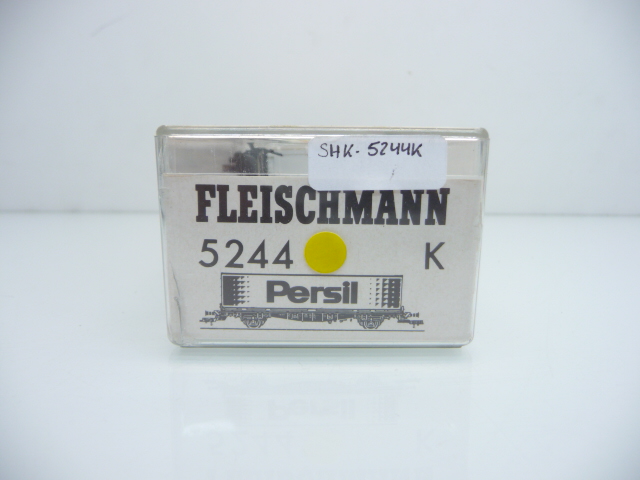 SHK-5244K
FLEISCHMANN
5244 K
Persil